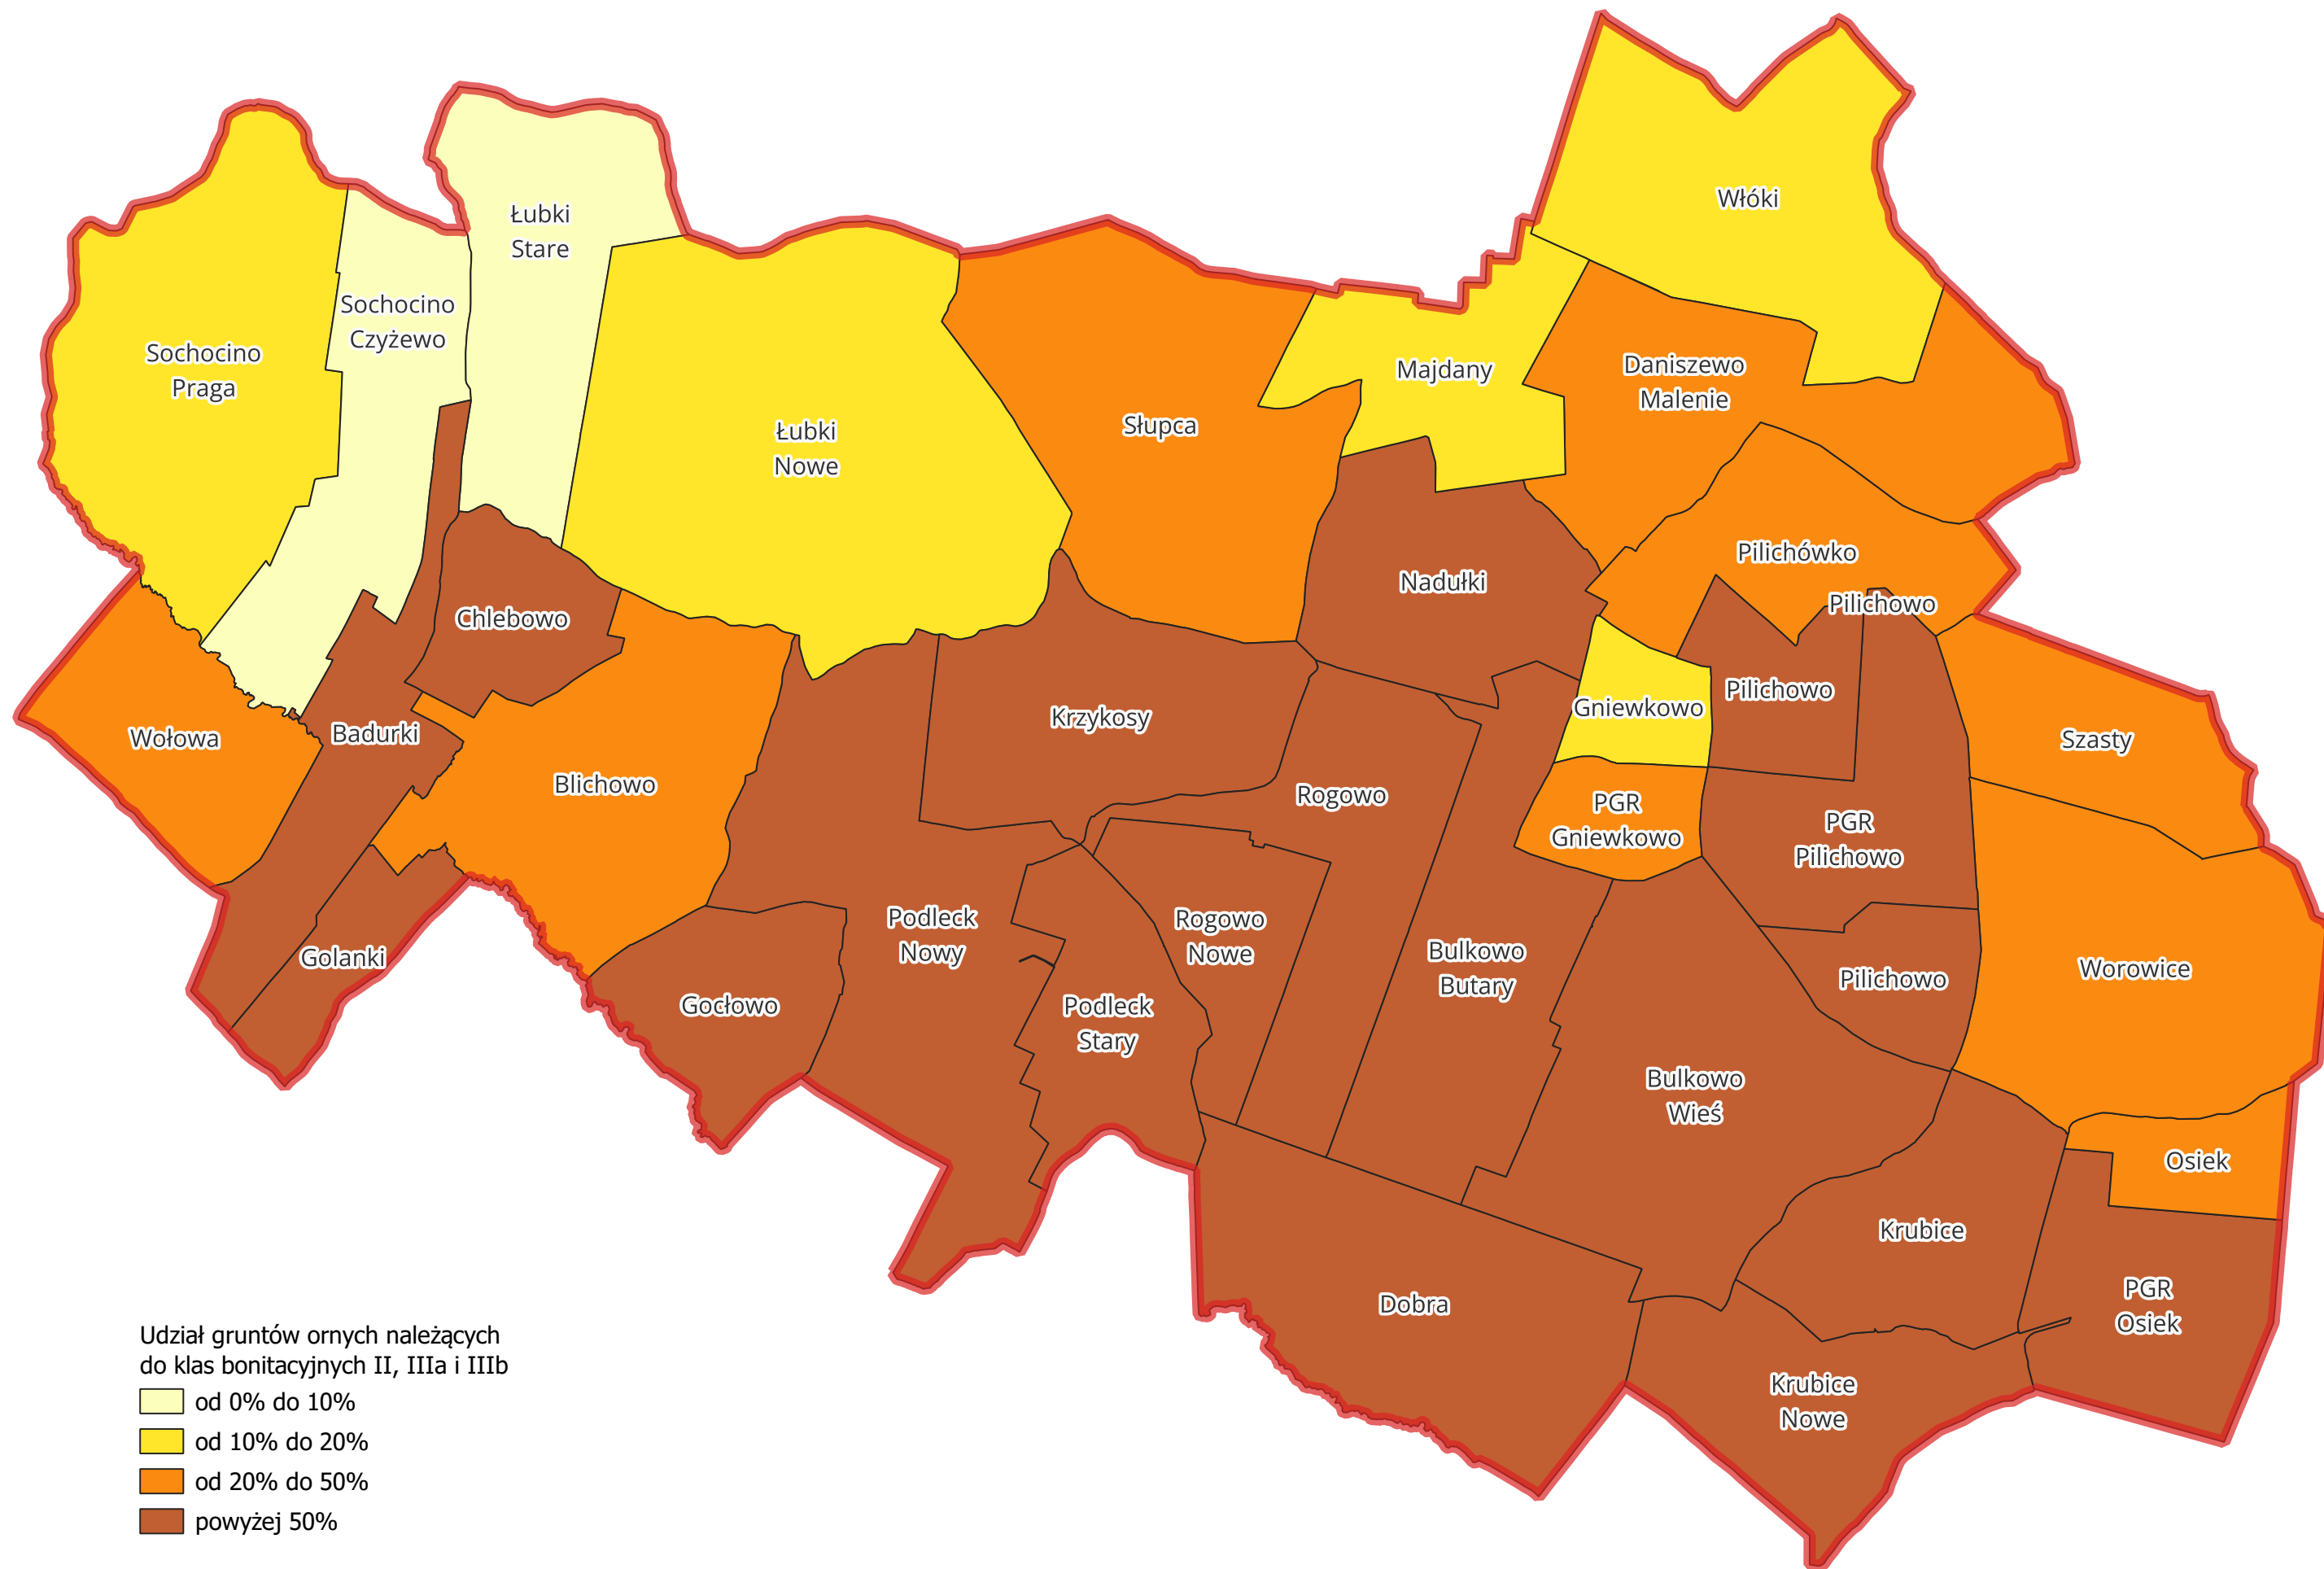 Włóki
Łubki
Stare
Sochocino
Czyżewo
Sochocino
Praga
Majdany
Daniszewo
Malenie
Łubki
Nowe
Słupca
Pilichówko
Nadułki
Pilichowo
Chlebowo
Pilichowo
Gniewkowo
Krzykosy
Badurki
Wołowa
Szasty
Blichowo
Rogowo
PGR
Gniewkowo
PGR
Pilichowo
Podleck
Nowy
Rogowo
Nowe
Golanki
Bulkowo
Butary
Worowice
Pilichowo
Gocłowo
Podleck
Stary
Bulkowo
Wieś
Osiek
Krubice
PGR
Osiek
Dobra
Krubice
Nowe
Udział gruntów ornych należących
do klas bonitacyjnych II, IIIa i IIIb
od 0% do 10%
od 10% do 20%
od 20% do 50%
powyżej 50%